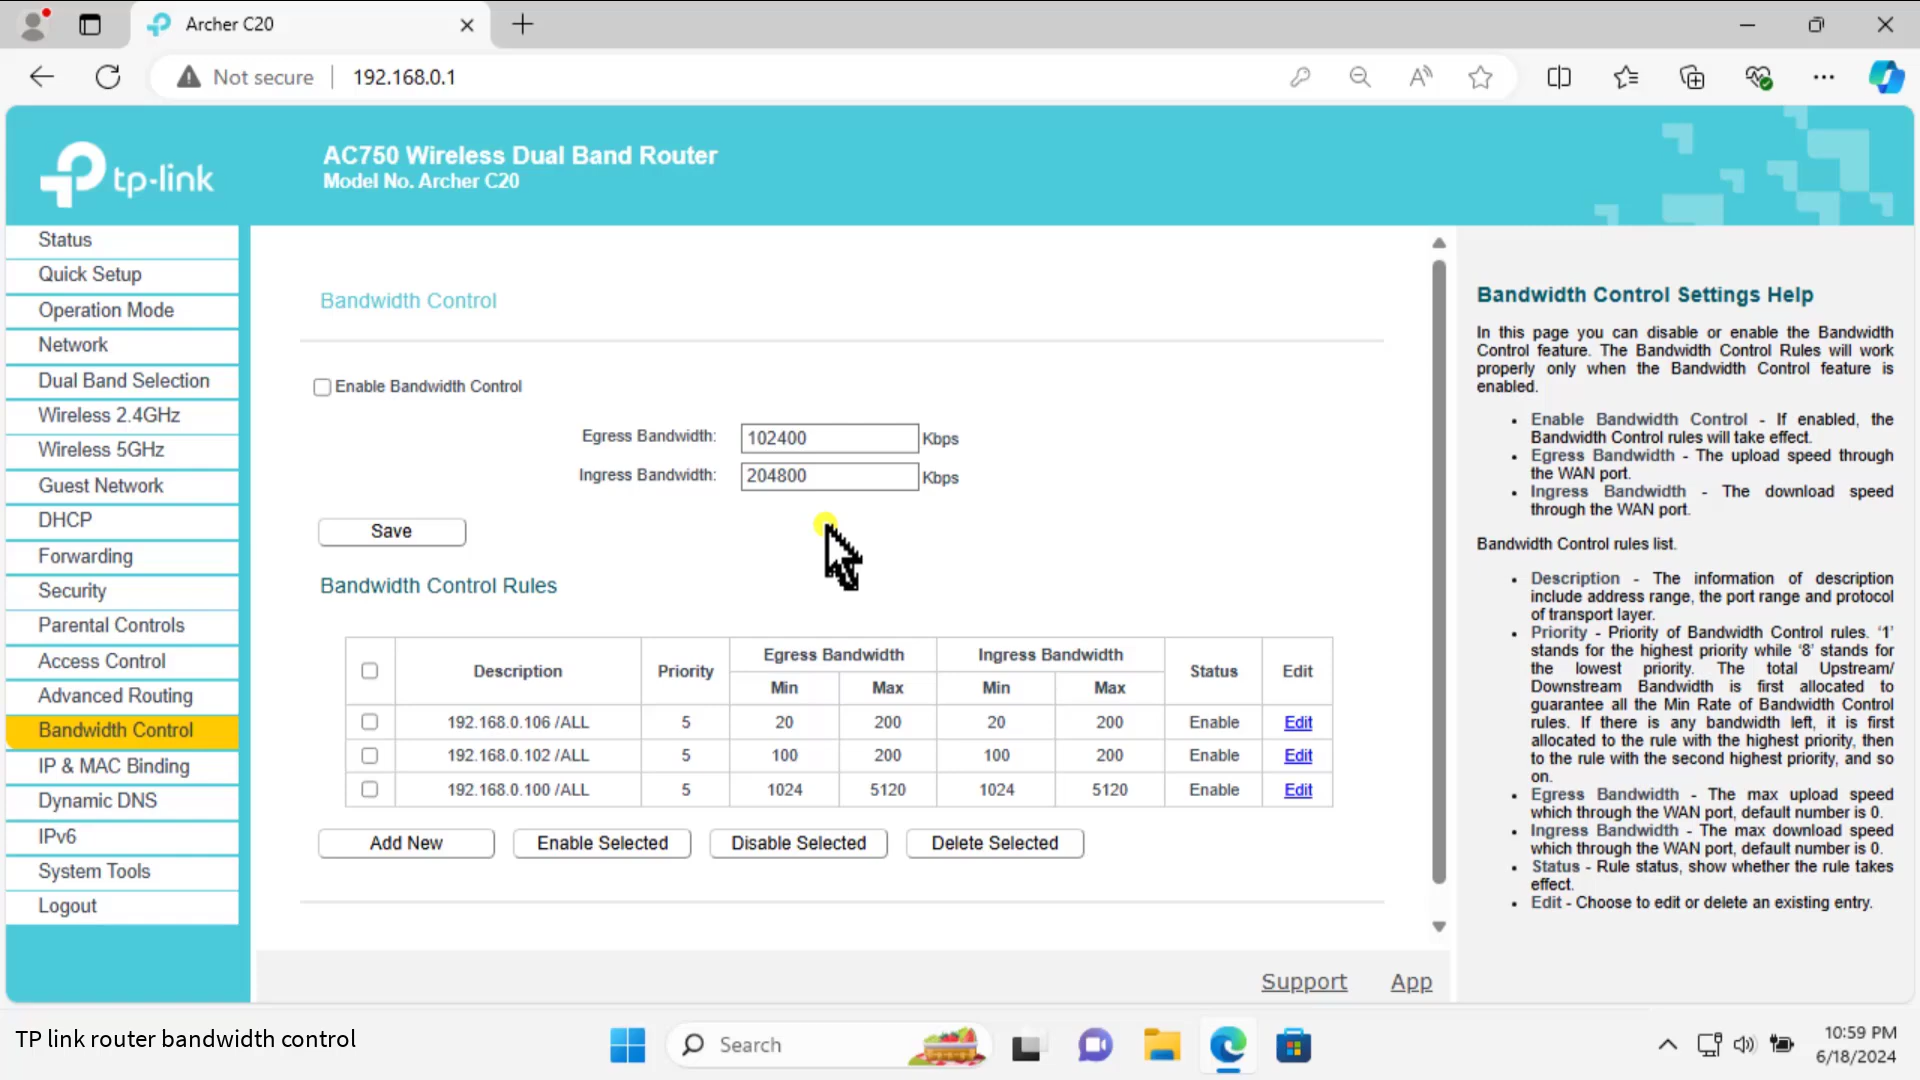 Archer C20
Not secure
192.168.0.1
tp-link
AC750 Wireless Dual Band Router
Model No. Archer C20
Status
Quick Setup
Operation Mode
Network
Dual Band Selection
Wireless 2.4GHz
Wireless 5GHz
Guest Network
DHCP
Forwarding
Security
Parental Controls
Access Control
Advanced Routing
Bandwidth Control
IP & MAC Binding
Dynamic DNS
IPv6
System Tools
Logout
Bandwidth Control
Enable Bandwidth Control
Egress Bandwidth: 102400 Kbps
Ingress Bandwidth: 204800 Kbps
Save
Bandwidth Control Rules
Description Priority Egress Bandwidth Ingress Bandwidth Status Edit
Min Max Min Max
192.168.0.106 /ALL 5 20 200 20 200 Enable Edit
192.168.0.102 /ALL 5 100 200 100 200 Enable Edit
192.168.0.100 /ALL 5 1024 5120 1024 5120 Enable Edit
Add New Enable Selected Disable Selected Delete Selected
Support App
Bandwidth Control Settings Help
In this page you can disable or enable the Bandwidth
Control feature. The Bandwidth Control Rules will work
properly only when the Bandwidth Control feature is
enabled.
• Enable Bandwidth Control - If enabled, the
Bandwidth Control rules will take effect.
• Egress Bandwidth - The upload speed through
the WAN port.
• Ingress Bandwidth - The download speed
through the WAN port.
Bandwidth Control rules list.
• Description - The information of description
include address range, the port range and protocol
of transport layer.
• Priority - Priority of Bandwidth Control rules. '1'
stands for the highest priority while '8' stands for
the lowest priority. The total Upstream/
Downstream Bandwidth is first allocated to
guarantee all the Min Rate of Bandwidth Control
rules. If there is any bandwidth left, it is first
allocated to the rule with the highest priority, then
to the rule with the second highest priority, and so
on.
• Egress Bandwidth - The max upload speed
which through the WAN port, default number is 0.
• Ingress Bandwidth - The max download speed
which through the WAN port, default number is 0.
• Status - Rule status, show whether the rule takes
effect.
• Edit - Choose to edit or delete an existing entry.
TP link router bandwidth control
Search
10:59 PM
6/18/2024